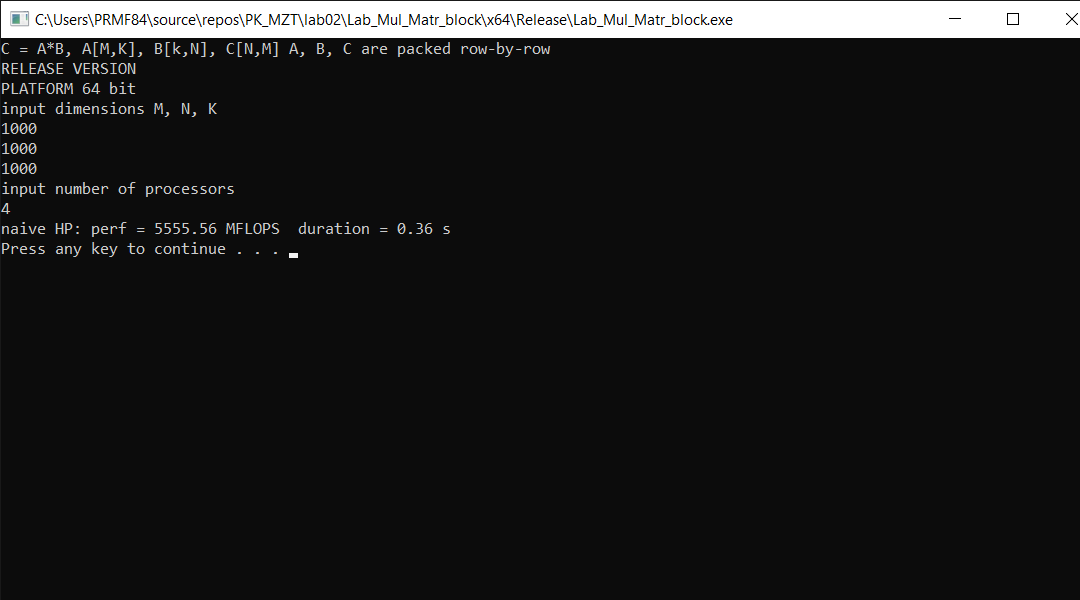 C:\Users\PRMF84\source\repos\PK_MZT\lab02\Lab_Mul_Matr_block\x64\Release\Lab_Mul_Matr_block.exe
C = A*B, A[M,K], B[k,N], C[N,M] A, B, C are packed row-by-row
RELEASE VERSION
PLATFORM 64 bit
input dimensions M, N, K
1000
1000
1000
input number of processors
4
naive HP: perf = 5555.56 MFLOPS  duration = 0.36 s
Press any key to continue . . .